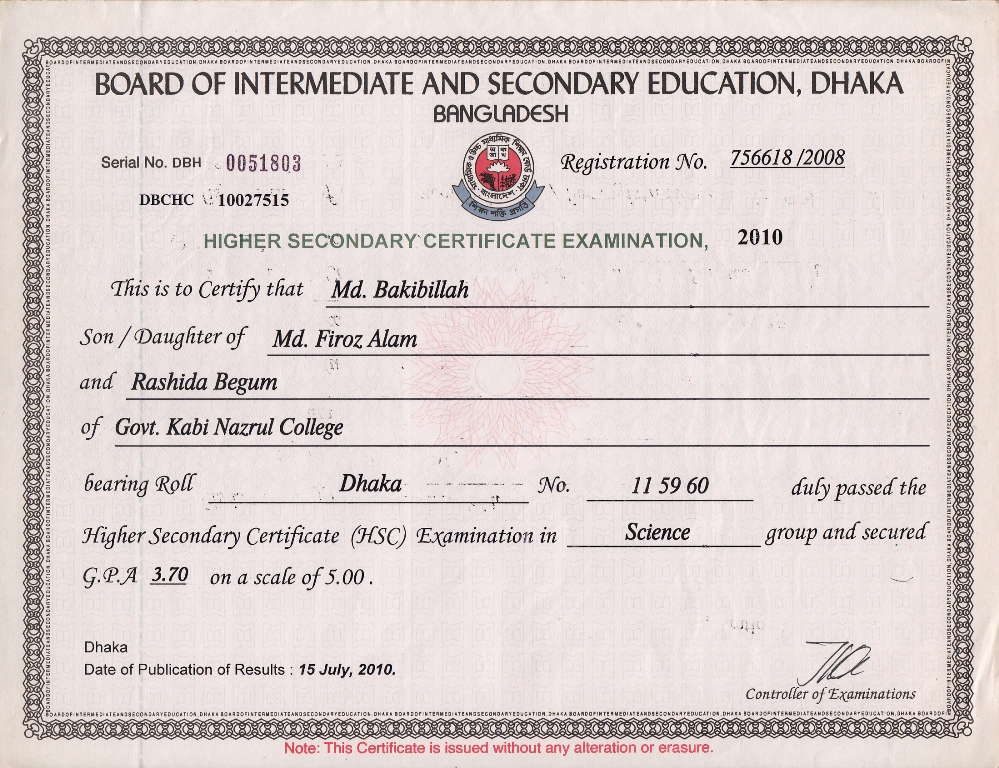 BOARD OF INTERMEDIATE AND SECONDARY EDUCATION, DHAKA
BANGLADESH
Serial No. DBH 0051803
Registration No. 756618 /2008
DBCHC 10027515
HIGHER SECONDARY CERTIFICATE EXAMINATION, 2010
This is to Certify that Md. Bakibillah
Son / Daughter of Md. Firoz Alam
and Rashida Begum
of Govt. Kabi Nazrul College
bearing Roll Dhaka No. 11 59 60 duly passed the
Higher Secondary Certificate (HSC) Examination in Science group and secured
G.P.A 3.70 on a scale of 5.00 .
Dhaka
Date of Publication of Results : 15 July, 2010.
Controller of Examinations
Note: This Certificate is issued without any alteration or erasure.